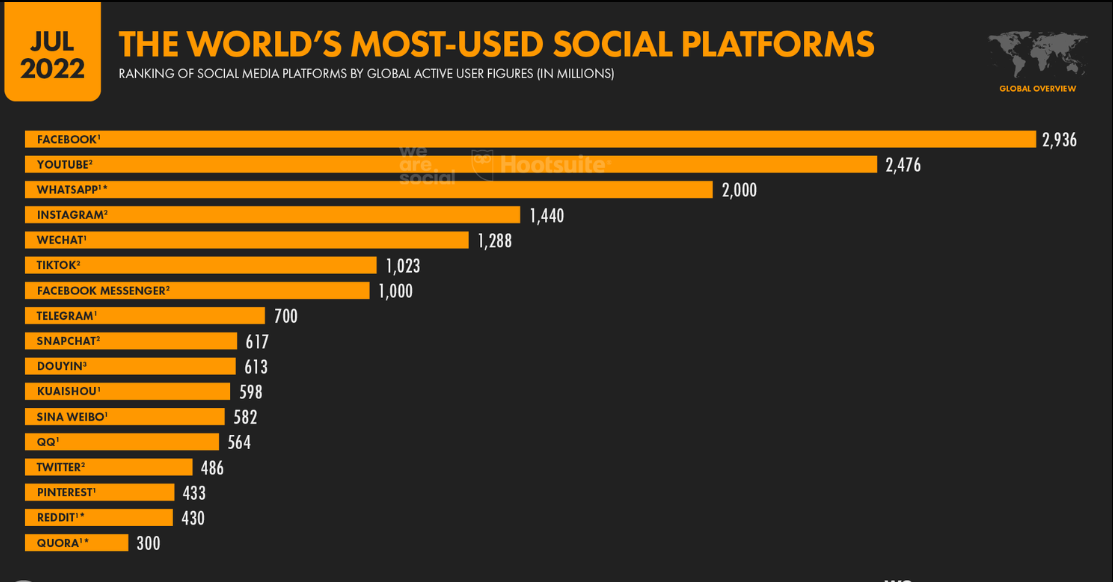 JUL
2022
THE WORLD'S MOST-USED SOCIAL PLATFORMS
RANKING OF SOCIAL MEDIA PLATFORMS BY GLOBAL ACTIVE USER FIGURES (IN MILLIONS)
GLOBAL OVERVIEW
FACEBOOK¹ 2,936
we are social
Hootsuite®
YOUTUBE² 2,476
WHATSAPP¹* 2,000
INSTAGRAM² 1,440
WECHAT¹ 1,288
TIKTOK² 1,023
FACEBOOK MESSENGER² 1,000
TELEGRAM¹ 700
SNAPCHAT² 617
DOUYIN³ 613
KUAISHOU¹ 598
SINA WEIBO¹ 582
QQ¹ 564
TWITTER² 486
PINTEREST¹ 433
REDDIT¹* 430
QUORA¹* 300